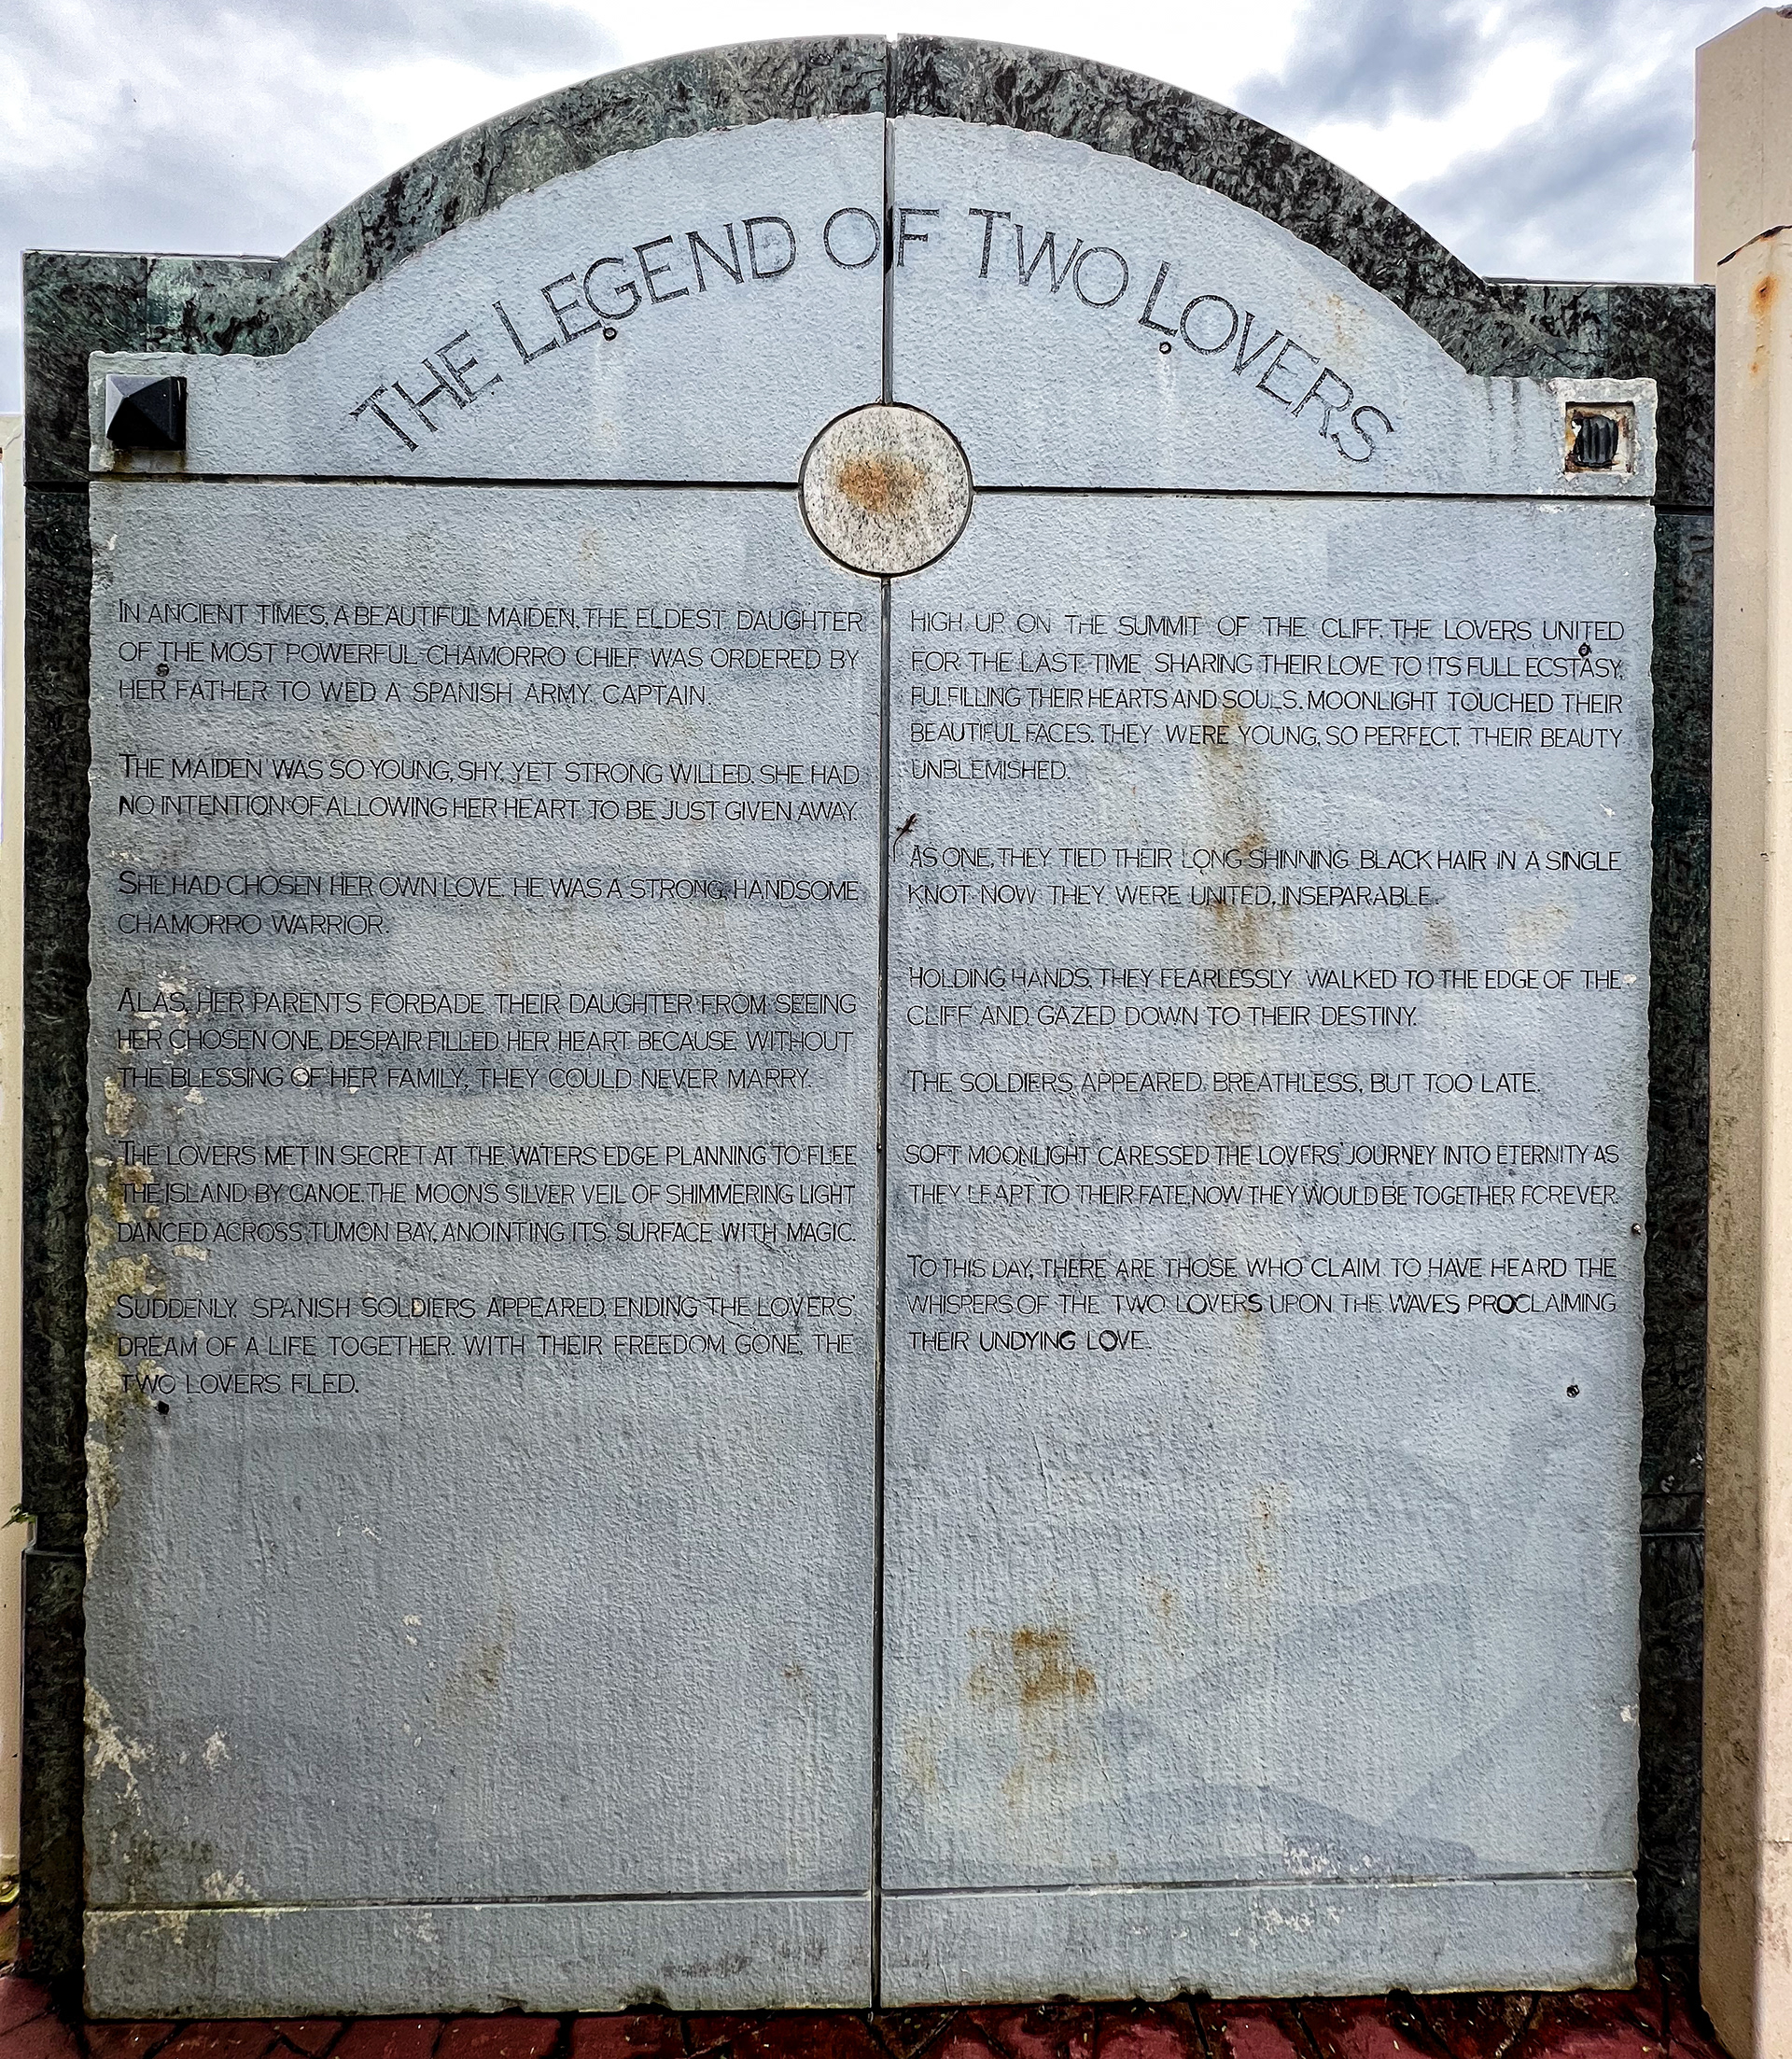 THE LEGEND OF TWO LOVERS
IN ANCIENT TIMES, A BEAUTIFUL MAIDEN, THE ELDEST DAUGHTER
OF THE MOST POWERFUL CHAMORRO CHIEF, WAS ORDERED BY
HER FATHER TO WED A SPANISH ARMY CAPTAIN.
THE MAIDEN WAS SO YOUNG, SHY, YET STRONG WILLED. SHE HAD
NO INTENTION OF ALLOWING HER HEART TO BE JUST GIVEN AWAY.
SHE HAD CHOSEN HER OWN LOVE. HE WAS A STRONG, HANDSOME
CHAMORRO WARRIOR.
ALAS, HER PARENTS FORBADE THEIR DAUGHTER FROM SEEING
HER CHOSEN ONE. DESPAIR FILLED HER HEART BECAUSE WITHOUT
THE BLESSING OF HER FAMILY, THEY COULD NEVER MARRY.
THE LOVERS MET IN SECRET AT THE WATERS EDGE PLANNING TO FLEE
THE ISLAND BY CANOE. THE MOON'S SILVER VEIL OF SHIMMERING LIGHT
DANCED ACROSS TUMON BAY, ANOINTING ITS SURFACE WITH MAGIC.
SUDDENLY, SPANISH SOLDIERS APPEARED, ENDING THE LOVERS'
DREAM OF A LIFE TOGETHER. WITH THEIR FREEDOM GONE, THE
TWO LOVERS FLED.
HIGH UP ON THE SUMMIT OF THE CLIFF, THE LOVERS UNITED
FOR THE LAST TIME SHARING THEIR LOVE TO ITS FULL ECSTASY,
FULFILLING THEIR HEARTS AND SOULS. MOONLIGHT TOUCHED THEIR
BEAUTIFUL FACES. THEY WERE YOUNG, SO PERFECT, THEIR BEAUTY
UNBLEMISHED.
AS ONE, THEY TIED THEIR LONG SHINNING BLACK HAIR IN A SINGLE
KNOT. NOW THEY WERE UNITED, INSEPARABLE.
HOLDING HANDS, THEY FEARLESSLY WALKED TO THE EDGE OF THE
CLIFF AND GAZED DOWN TO THEIR DESTINY.
THE SOLDIERS APPEARED, BREATHLESS, BUT TOO LATE.
SOFT MOONLIGHT CARESSED THE LOVERS' JOURNEY INTO ETERNITY AS
THEY LEAPT TO THEIR FATE, NOW THEY WOULD BE TOGETHER FOREVER.
TO THIS DAY, THERE ARE THOSE WHO CLAIM TO HAVE HEARD THE
WHISPERS OF THE TWO LOVERS UPON THE WAVES PROCLAIMING
THEIR UNDYING LOVE.